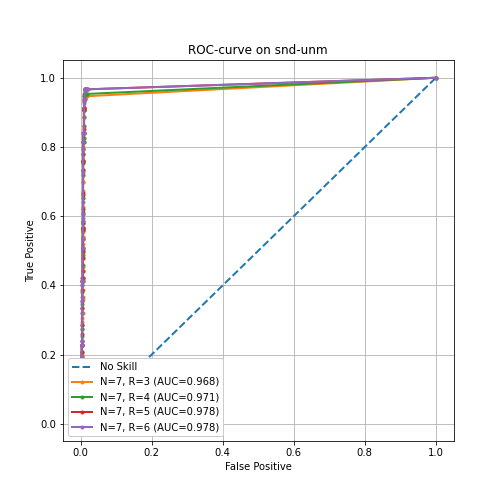 ROC-curve on snd-unm
1.0
0.8
0.6
0.4
0.2
0.0
True Positive
No Skill
N=7, R=3 (AUC=0.968)
N=7, R=4 (AUC=0.971)
N=7, R=5 (AUC=0.978)
N=7, R=6 (AUC=0.978)
0.0 0.2 0.4 0.6 0.8 1.0
False Positive